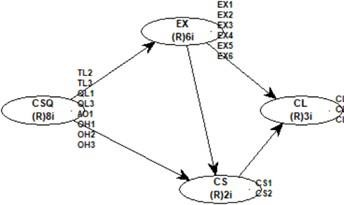 EX
(R)6i
EX1
EX2
EX3
EX4
EX5
EX6
CSQ
(R)8i
TL2
TL3
QL1
QL3
AO1
OH1
OH2
OH3
CL
(R)3i
CS
(R)2i
CS1
CS2